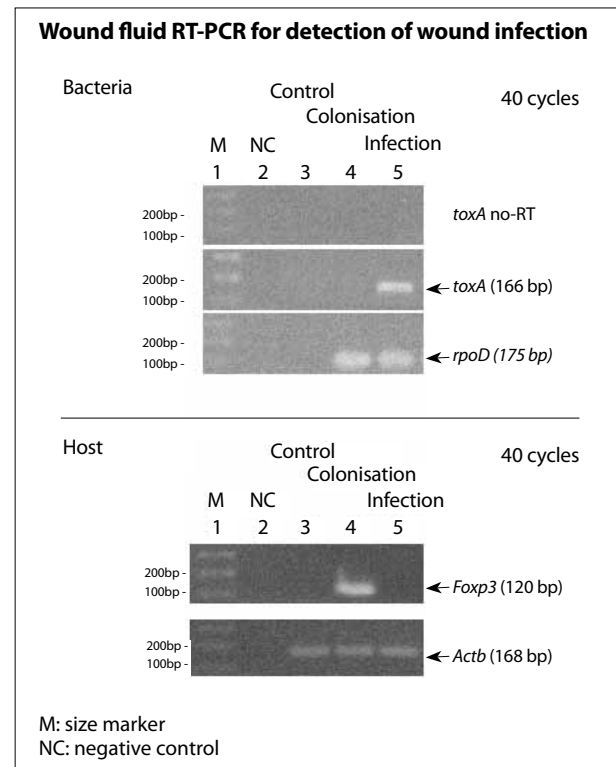 Wound fluid RT-PCR for detection of wound infection
Bacteria
Control
40 cycles
Colonisation
M NC Infection
1 2 3 4 5
toxA no-RT
200bp -
100bp -
200bp -
toxA (166 bp)
100bp -
200bp -
rpoD (175 bp)
100bp -
Host
Control
40 cycles
Colonisation
M NC Infection
1 2 3 4 5
200bp -
Foxp3 (120 bp)
100bp -
200bp -
Actb (168 bp)
100bp -
M: size marker
NC: negative control